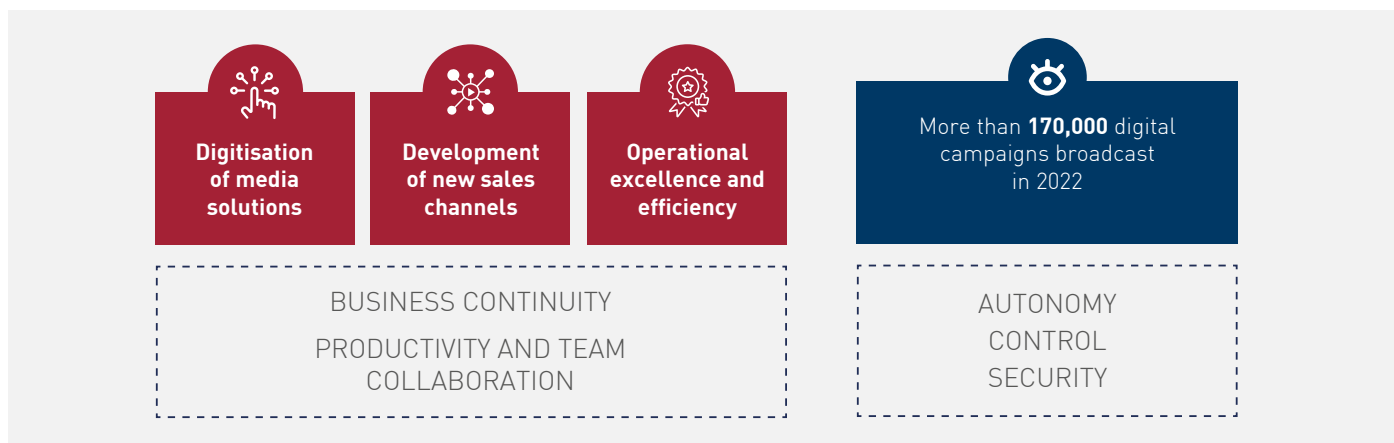 Digitisation
of media
solutions
Development
of new sales
channels
Operational
excellence and
efficiency
More than 170,000 digital
campaigns broadcast
in 2022
BUSINESS CONTINUITY
PRODUCTIVITY AND TEAM
COLLABORATION
AUTONOMY
CONTROL
SECURITY